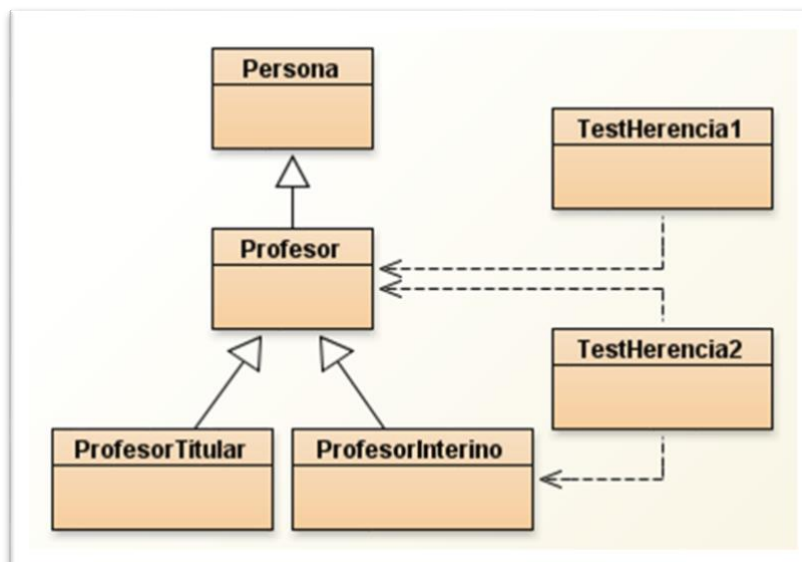 Persona
TestHerencia1
Profesor
TestHerencia2
ProfesorTitular
ProfesorInterino